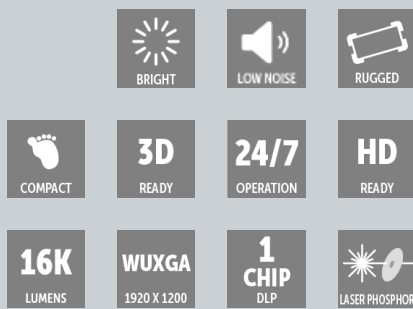 BRIGHT
LOW NOISE
RUGGED
COMPACT
3D
READY
24/7
OPERATION
HD
READY
16K
LUMENS
WUXGA
1920 X 1200
1
CHIP
DLP
LASER PHOSPHOR